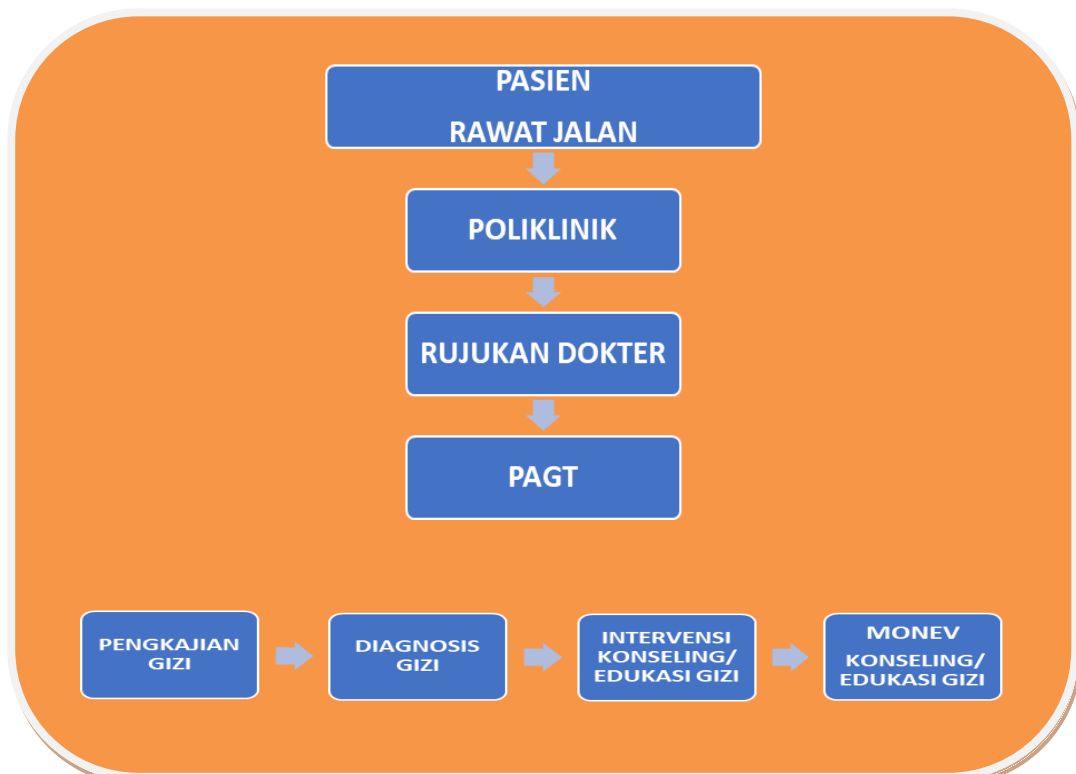 PASIEN
RAWAT JALAN
POLIKLINIK
RUJUKAN DOKTER
PAGT
PENGKAJIAN
GIZI
DIAGNOSIS
GIZI
INTERVENSI
KONSELING/
EDUKASI GIZI
MONEV
KONSELING/
EDUKASI GIZI